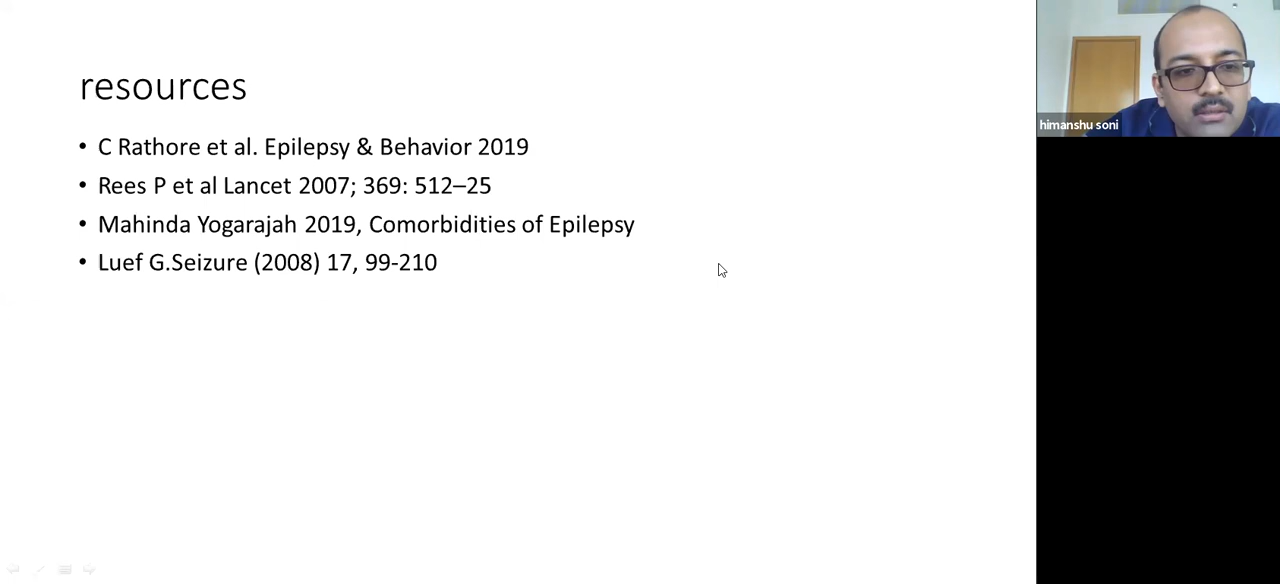 resources
• C Rathore et al. Epilepsy & Behavior 2019
• Rees P et al Lancet 2007; 369: 512–25
• Mahinda Yogarajah 2019, Comorbidities of Epilepsy
• Luef G.Seizure (2008) 17, 99-210
himanshu soni